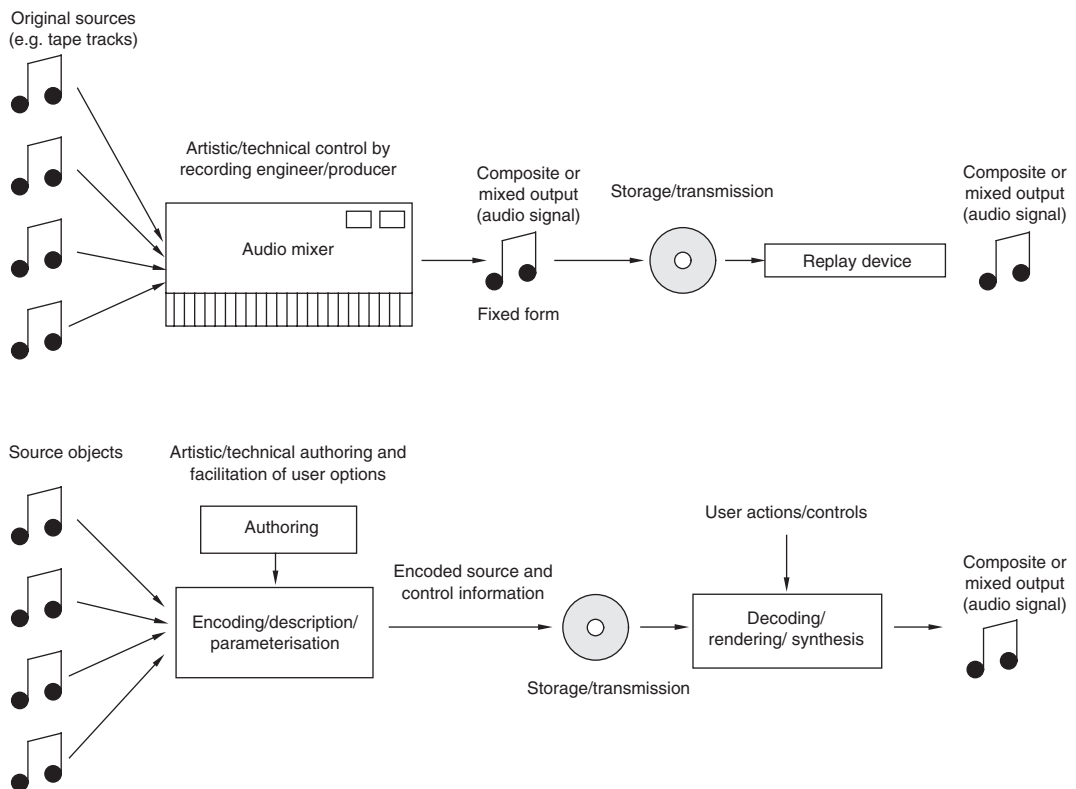 Original sources
(e.g. tape tracks)
Artistic/technical control by
recording engineer/producer
Audio mixer
Composite or
mixed output
(audio signal)
Fixed form
Storage/transmission
Replay device
Composite or
mixed output
(audio signal)
Source objects
Artistic/technical authoring and
facilitation of user options
Authoring
Encoding/description/
parameterisation
Encoded source and
control information
Storage/transmission
User actions/controls
Decoding/
rendering/ synthesis
Composite or
mixed output
(audio signal)